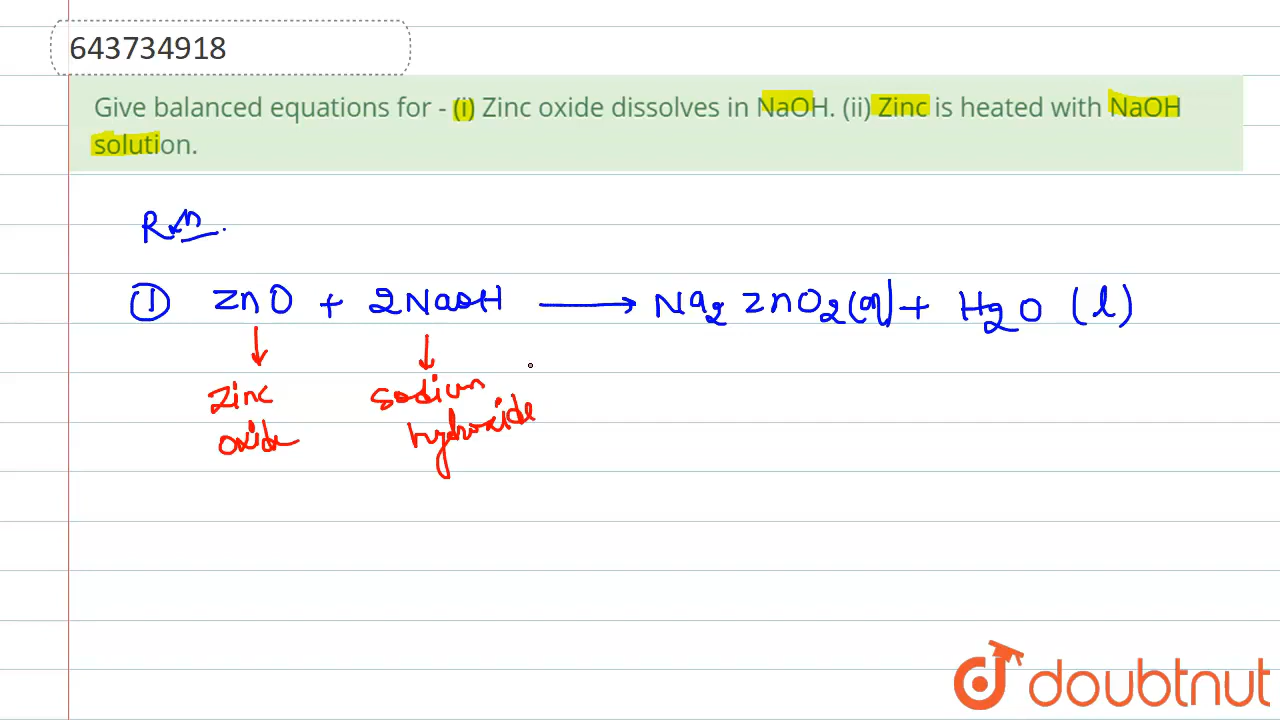 643734918
Give balanced equations for - (i) Zinc oxide dissolves in NaOH. (ii) Zinc is heated with NaOH
solution.
Rxn.
① ZnO + 2NaOH → Na₂ZnO₂(aq) + H₂O (l)
↓ ↓
Zinc sodium
oxide hydroxide
doubtnut